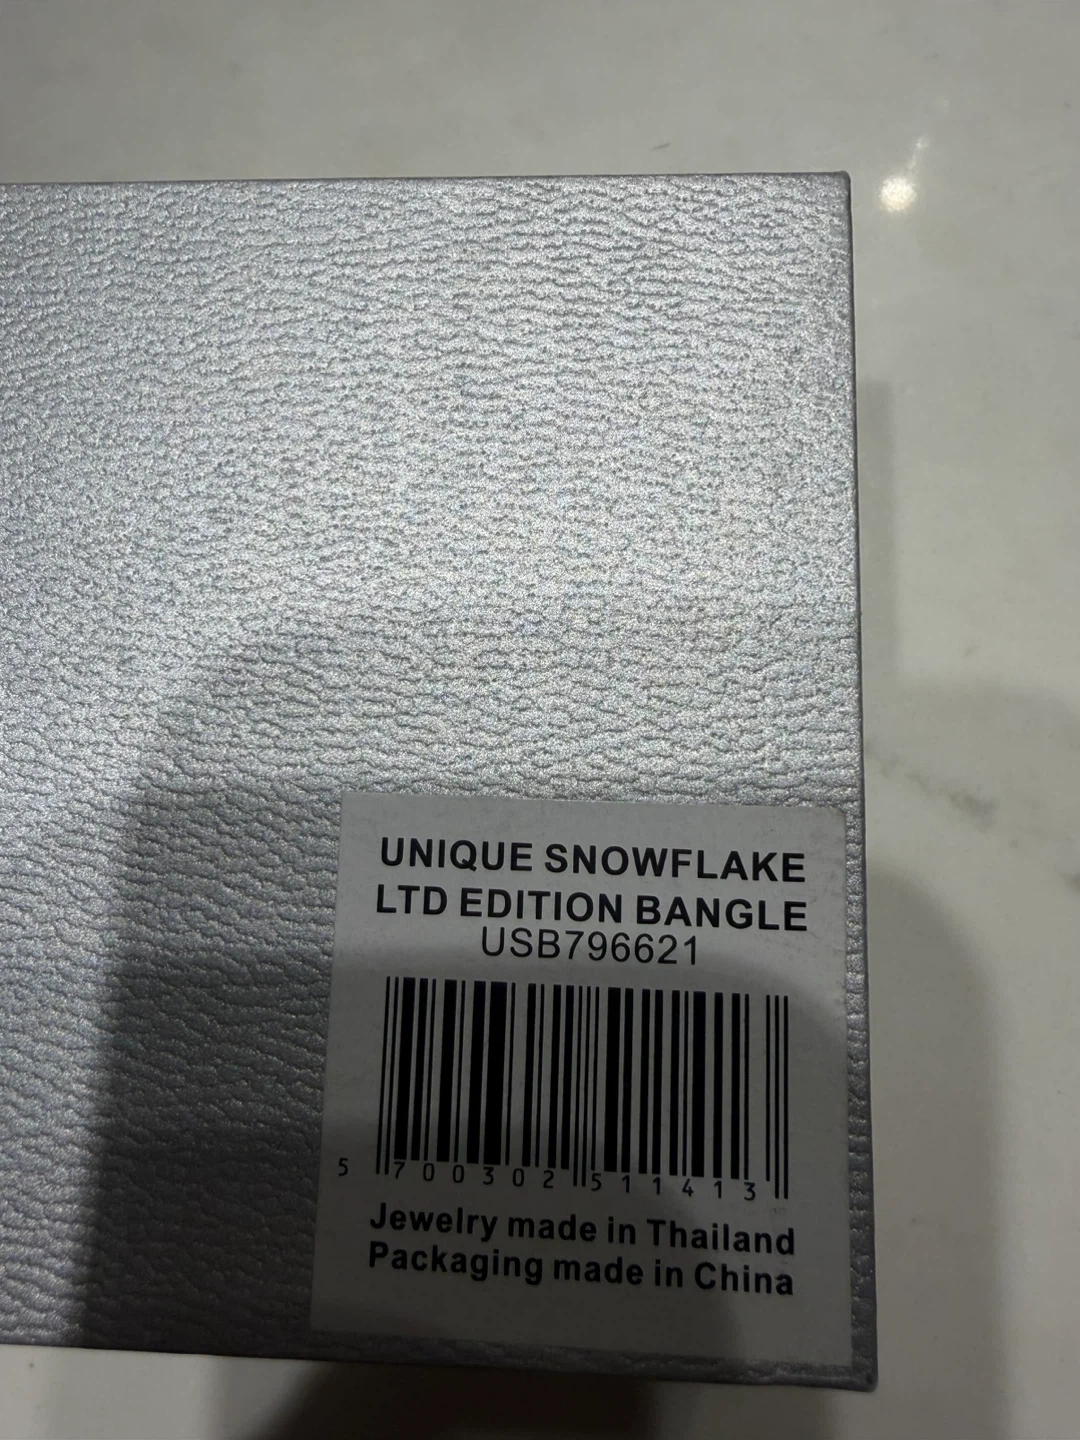 UNIQUE SNOWFLAKE
LTD EDITION BANGLE
USB796621
5 700302 511413
Jewelry made in Thailand
Packaging made in China